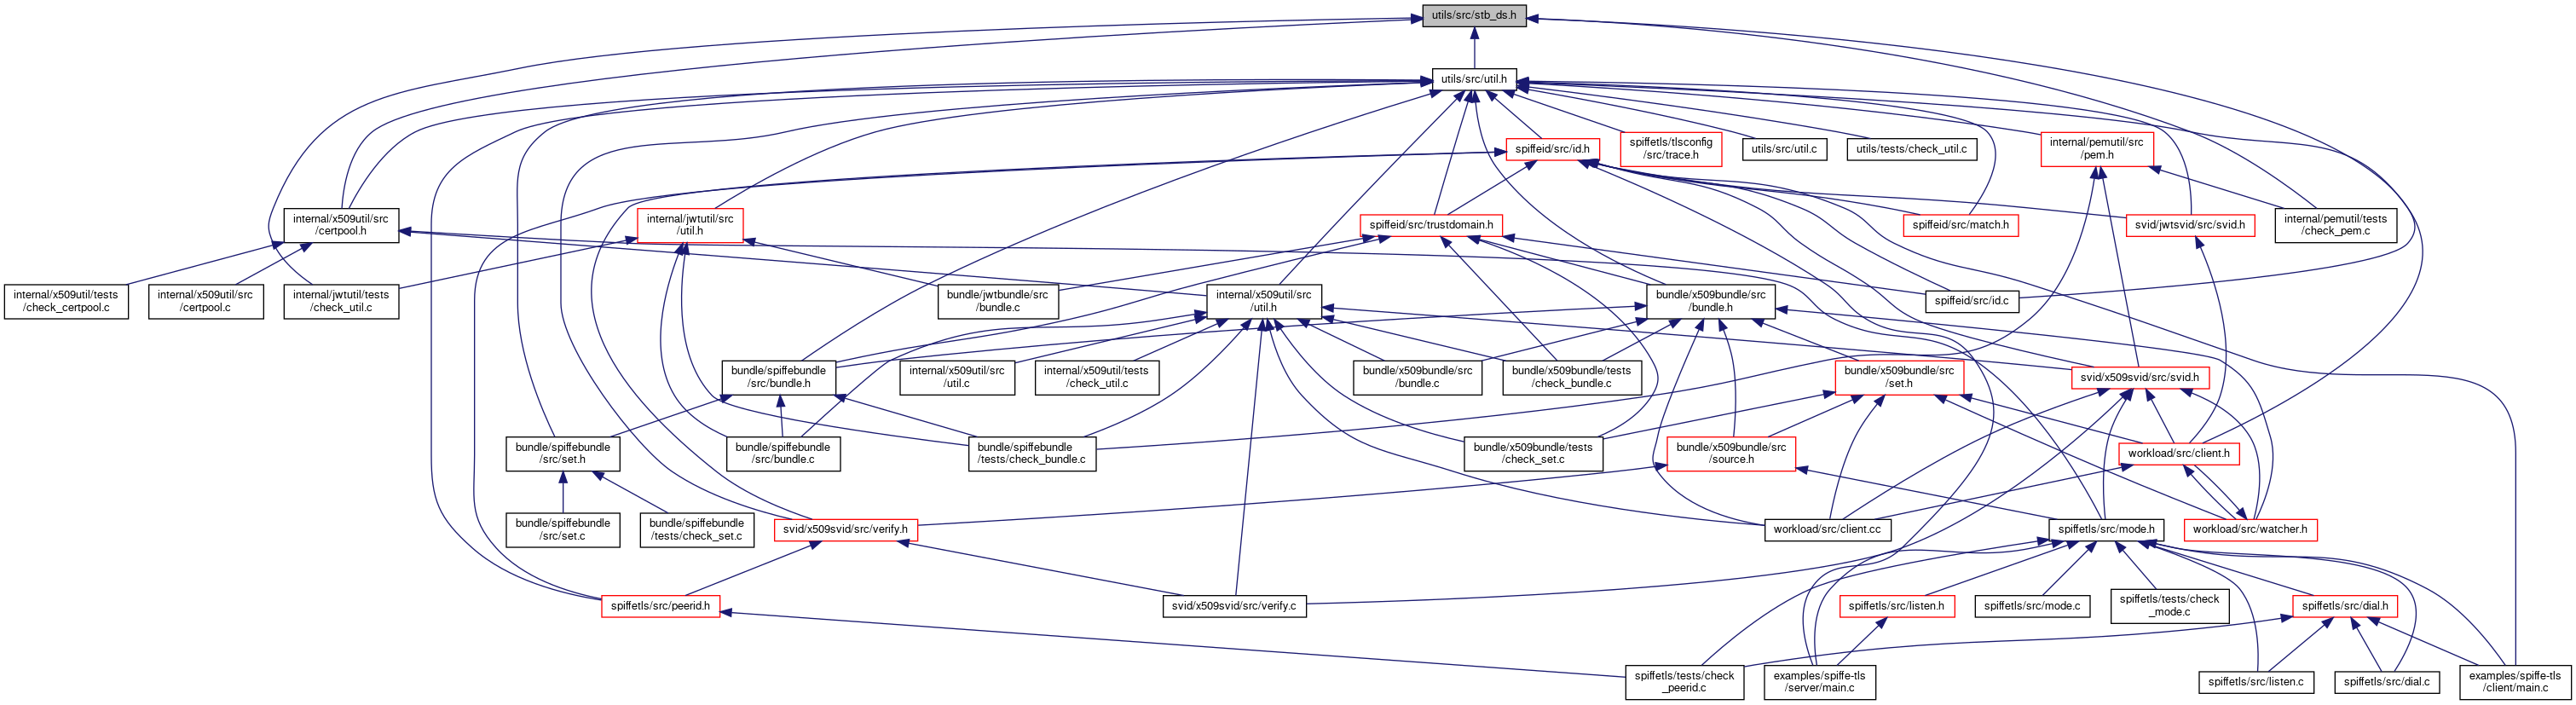 utils/src/stb_ds.h
utils/src/util.h
spiffeid/src/id.h
spiffetls/tlsconfig
/src/trace.h
utils/src/util.c
utils/tests/check_util.c
internal/pemutil/src
/pem.h
internal/x509util/src
/certpool.h
internal/jwtutil/src
/util.h
spiffeid/src/trustdomain.h
spiffeid/src/match.h
svid/jwtsvid/src/svid.h
internal/pemutil/tests
/check_pem.c
internal/x509util/tests
/check_certpool.c
internal/x509util/src
/certpool.c
internal/jwtutil/tests
/check_util.c
bundle/jwtbundle/src
/bundle.c
internal/x509util/src
/util.h
bundle/x509bundle/src
/bundle.h
spiffeid/src/id.c
bundle/spiffebundle
/src/bundle.h
internal/x509util/src
/util.c
internal/x509util/tests
/check_util.c
bundle/x509bundle/src
/bundle.c
bundle/x509bundle/tests
/check_bundle.c
bundle/x509bundle/src
/set.h
svid/x509svid/src/svid.h
bundle/spiffebundle
/src/set.h
bundle/spiffebundle
/src/bundle.c
bundle/spiffebundle
/tests/check_bundle.c
bundle/x509bundle/tests
/check_set.c
bundle/x509bundle/src
/source.h
workload/src/client.h
bundle/spiffebundle
/src/set.c
bundle/spiffebundle
/tests/check_set.c
svid/x509svid/src/verify.h
workload/src/client.cc
spiffetls/src/mode.h
workload/src/watcher.h
spiffetls/src/peerid.h
svid/x509svid/src/verify.c
spiffetls/src/listen.h
spiffetls/src/mode.c
spiffetls/tests/check
_mode.c
spiffetls/src/dial.h
spiffetls/tests/check
_peerid.c
examples/spiffe-tls
/server/main.c
spiffetls/src/listen.c
spiffetls/src/dial.c
examples/spiffe-tls
/client/main.c